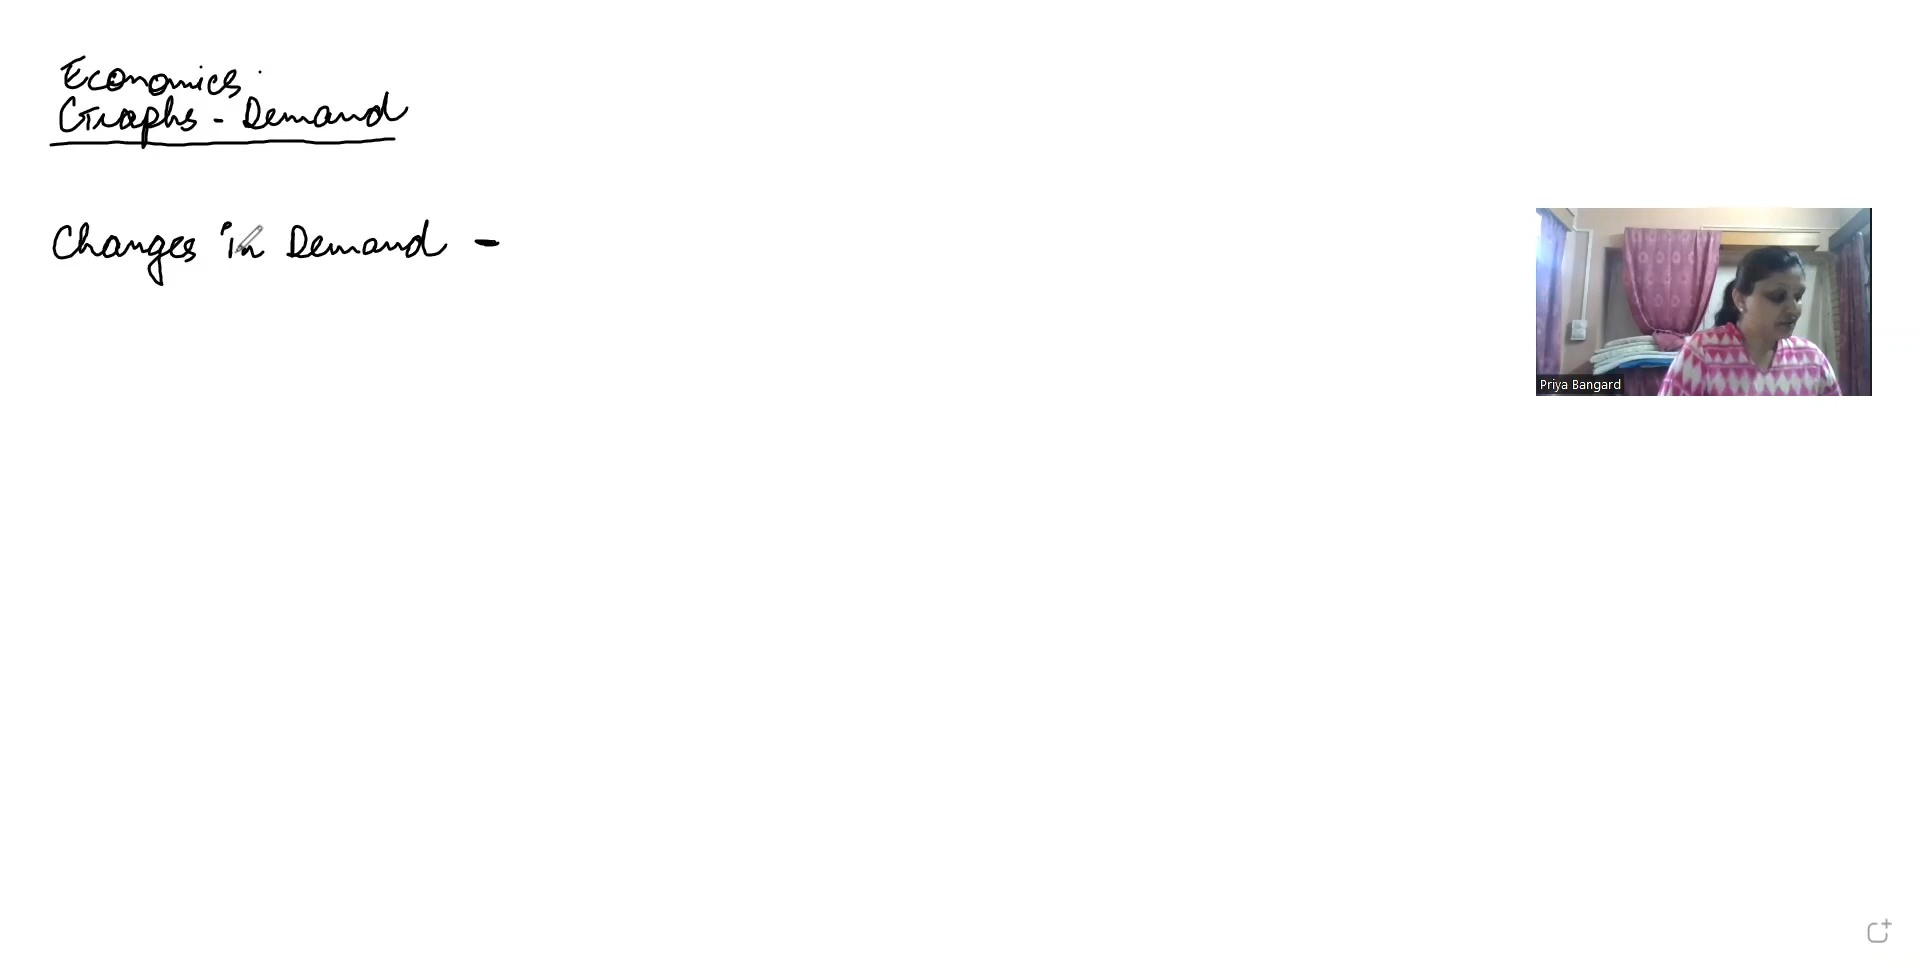 Economics.
Graphs - Demand
Changes in Demand -
Priya Bangard